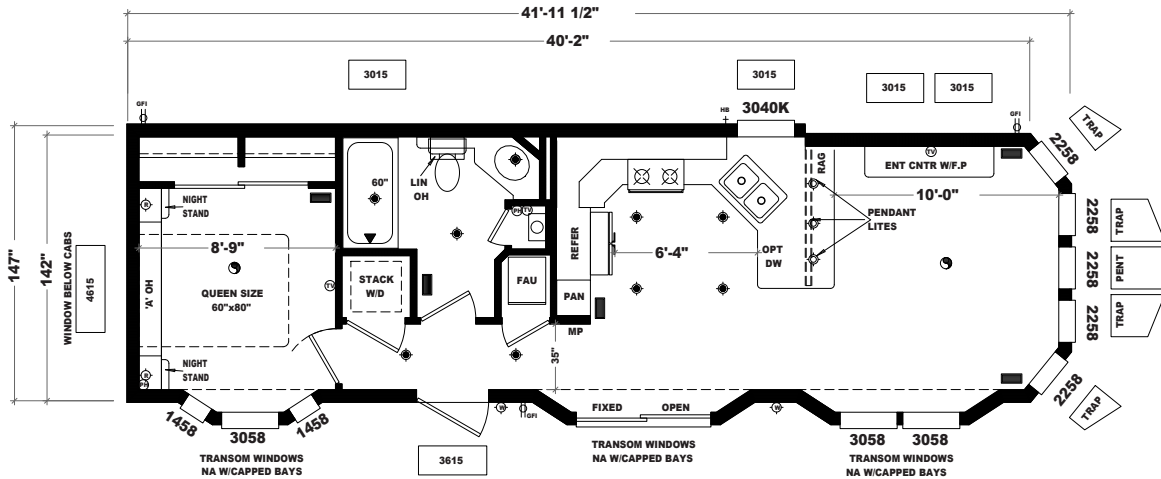 41'-11 1/2"
40'-2"
3015
3015
3015
3015
GFI
HB
3040K
GFI
TRAP
2258
147"
142"
WINDOW BELOW CABS
4615
'A' OH
R
NIGHT
STAND
8'-9"
QUEEN SIZE
60"x80"
TV
NIGHT
STAND
R
PH
60"
LIN
OH
PH
TV
STACK
W/D
FAU
REFER
PAN
MP
35"
6'-4"
OPT
DW
RAG
TV
ENT CNTR W/F.P
10'-0"
PENDANT
LITES
2258
TRAP
2258
PENT
2258
TRAP
2258
TRAP
1458
3058
1458
TRANSOM WINDOWS
NA W/CAPPED BAYS
3615
W
GFI
FIXED
OPEN
TRANSOM WINDOWS
NA W/CAPPED BAYS
W
3058
3058
TRANSOM WINDOWS
NA W/CAPPED BAYS